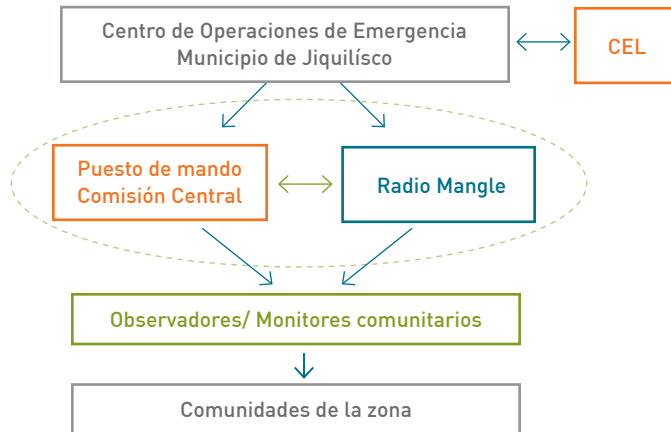 Centro de Operaciones de Emergencia
Municipio de Jiquilísco
CEL
Puesto de mando
Comisión Central
Radio Mangle
Observadores/ Monitores comunitarios
Comunidades de la zona